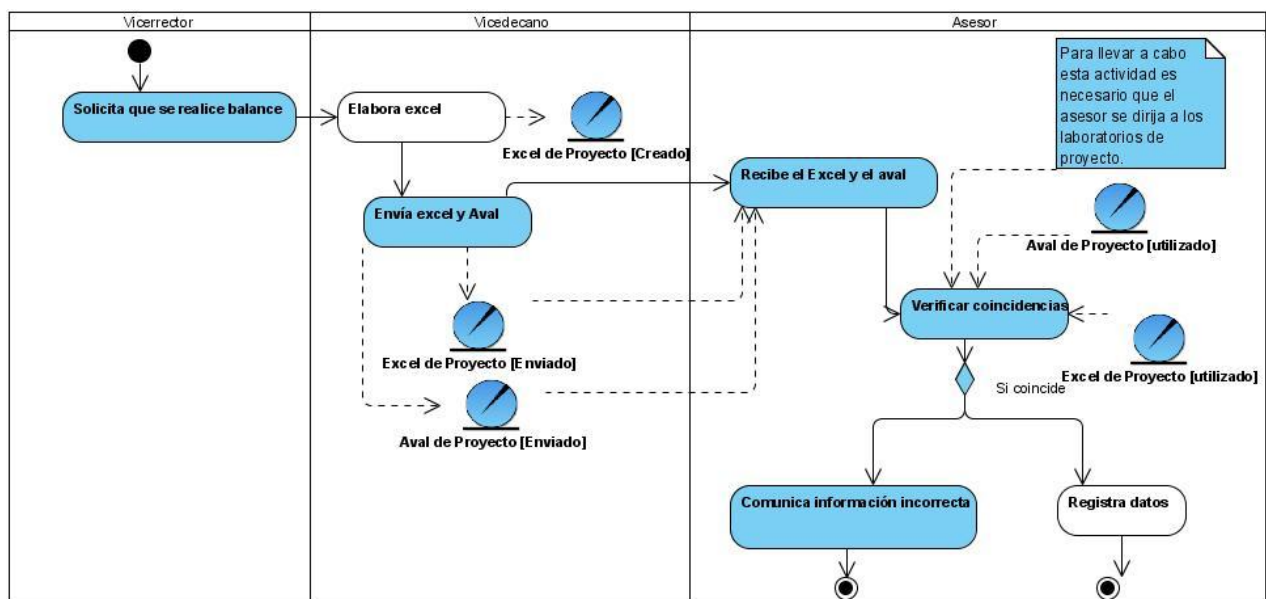 Vicerrector
Vicedecano
Asesor
Solicita que se realice balance
Elabora excel
Excel de Proyecto [Creado]
Para llevar a cabo
esta actividad es
necesario que el
asesor se dirija a los
laboratorios de
proyecto.
Recibe el Excel y el aval
Envía excel y Aval
Aval de Proyecto [utilizado]
Verificar coincidencias
Excel de Proyecto [Enviado]
Excel de Proyecto [utilizado]
Si coincide
Aval de Proyecto [Enviado]
Comunica información incorrecta
Registra datos